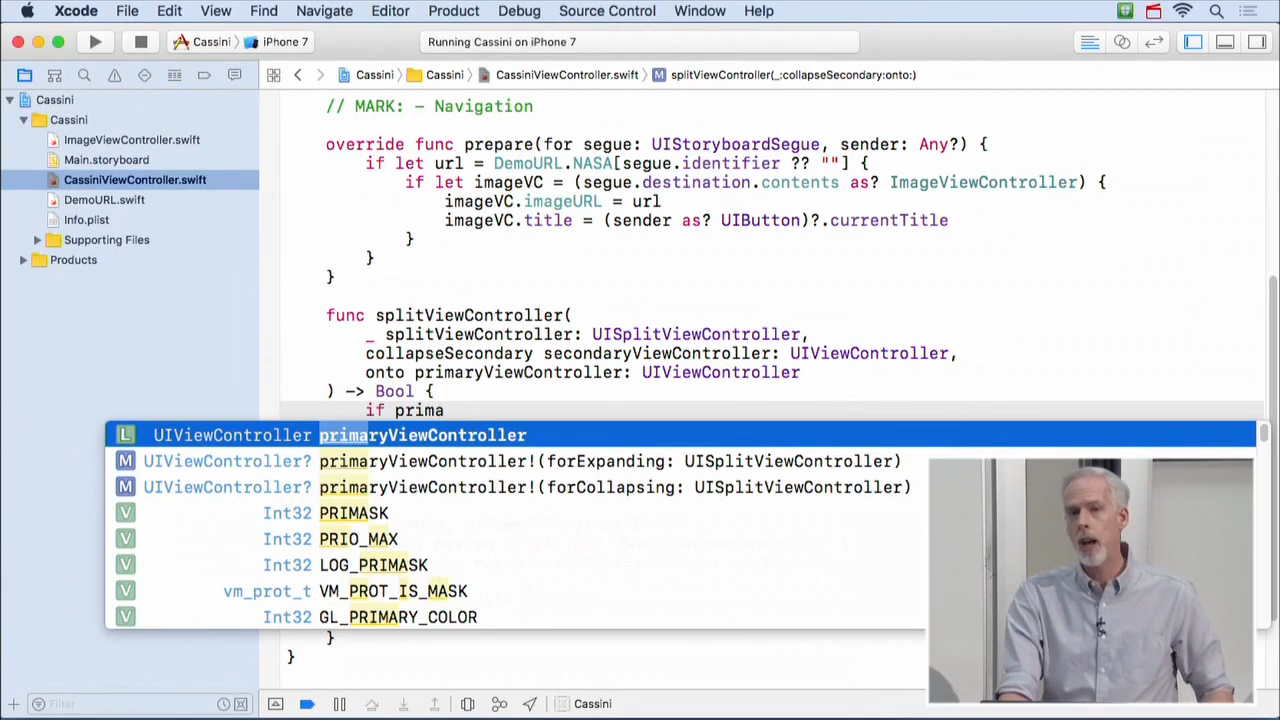 Xcode File Edit View Find Navigate Editor Product Debug Source Control Window Help
Cassini iPhone 7 Running Cassini on iPhone 7
Cassini Cassini CassiniViewController.swift M splitViewController(_:collapseSecondary:onto:)
Cassini
Cassini
ImageViewController.swift
Main.storyboard
CassiniViewController.swift
DemoURL.swift
Info.plist
Supporting Files
Products
// MARK: - Navigation
override func prepare(for segue: UIStoryboardSegue, sender: Any?) {
if let url = DemoURL.NASA[segue.identifier ?? ""] {
if let imageVC = (segue.destination.contents as? ImageViewController) {
imageVC.imageURL = url
imageVC.title = (sender as? UIButton)?.currentTitle
}
}
}
func splitViewController(
_ splitViewController: UISplitViewController,
collapseSecondary secondaryViewController: UIViewController,
onto primaryViewController: UIViewController
) -> Bool {
if prima
L UIViewController primaryViewController
M UIViewController? primaryViewController!(forExpanding: UISplitViewController)
M UIViewController? primaryViewController!(forCollapsing: UISplitViewController)
V Int32 PRIMASK
V Int32 PRIO_MAX
V Int32 LOG_PRIMASK
V vm_prot_t VM_PROT_IS_MASK
V Int32 GL_PRIMARY_COLOR
}
}
Filter Cassini